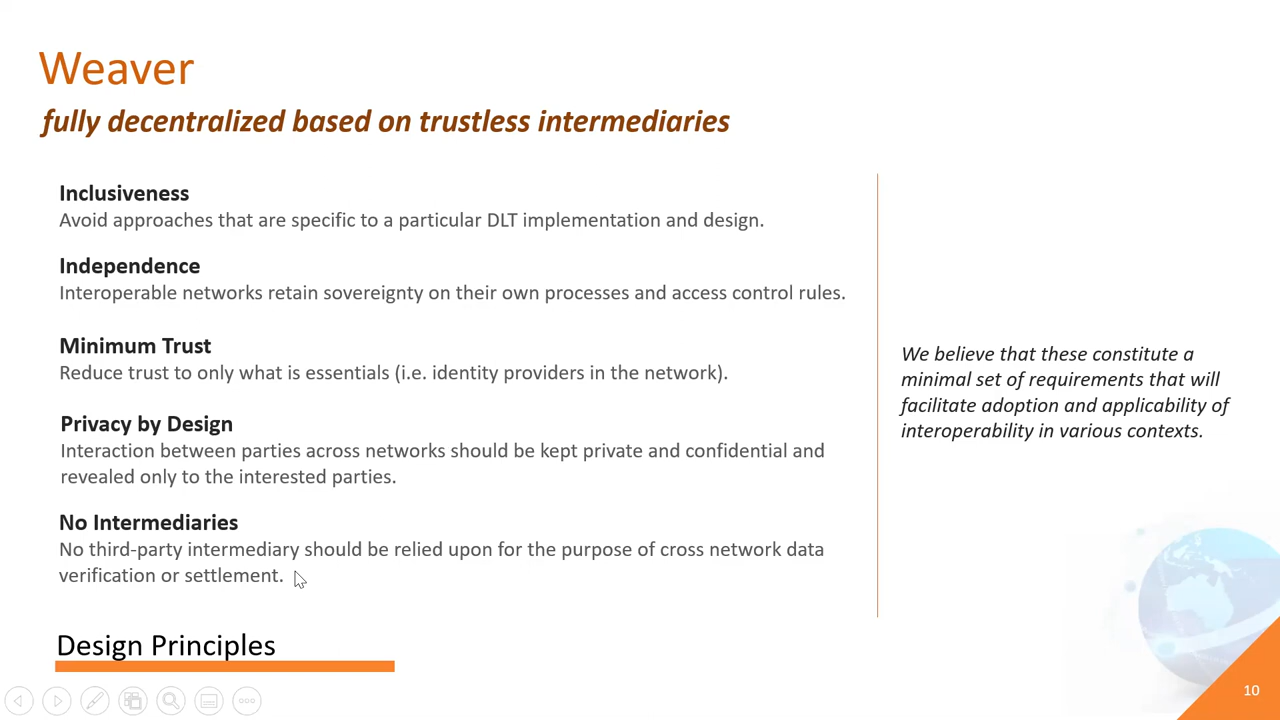 Weaver
fully decentralized based on trustless intermediaries
Inclusiveness
Avoid approaches that are specific to a particular DLT implementation and design.
Independence
Interoperable networks retain sovereignty on their own processes and access control rules.
Minimum Trust
Reduce trust to only what is essentials (i.e. identity providers in the network).
Privacy by Design
Interaction between parties across networks should be kept private and confidential and
revealed only to the interested parties.
No Intermediaries
No third-party intermediary should be relied upon for the purpose of cross network data
verification or settlement.
We believe that these constitute a
minimal set of requirements that will
facilitate adoption and applicability of
interoperability in various contexts.
Design Principles
10